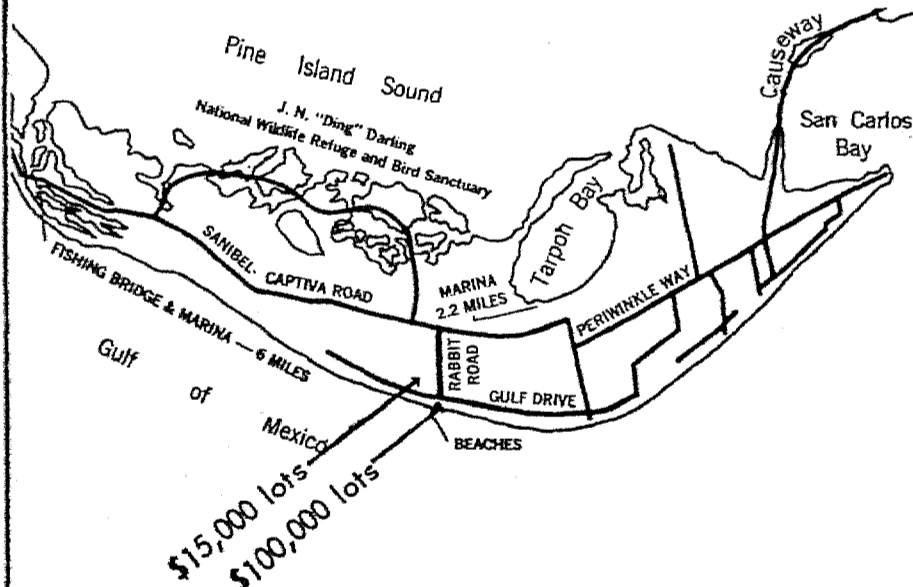 Pine Island Sound
J. N. "Ding" Darling
National Wildlife Refuge and Bird Sanctuary
Causeway
San Carlos
Bay
Tarpoh Bay
SANIBEL- CAPTIVA ROAD
MARINA
2.2 MILES
PERIWINKLE WAY
FISHING BRIDGE & MARINA — 6 MILES
RABBIT
ROAD
GULF DRIVE
Gulf
of
Mexico
BEACHES
$15,000 lots
$100,000 lots